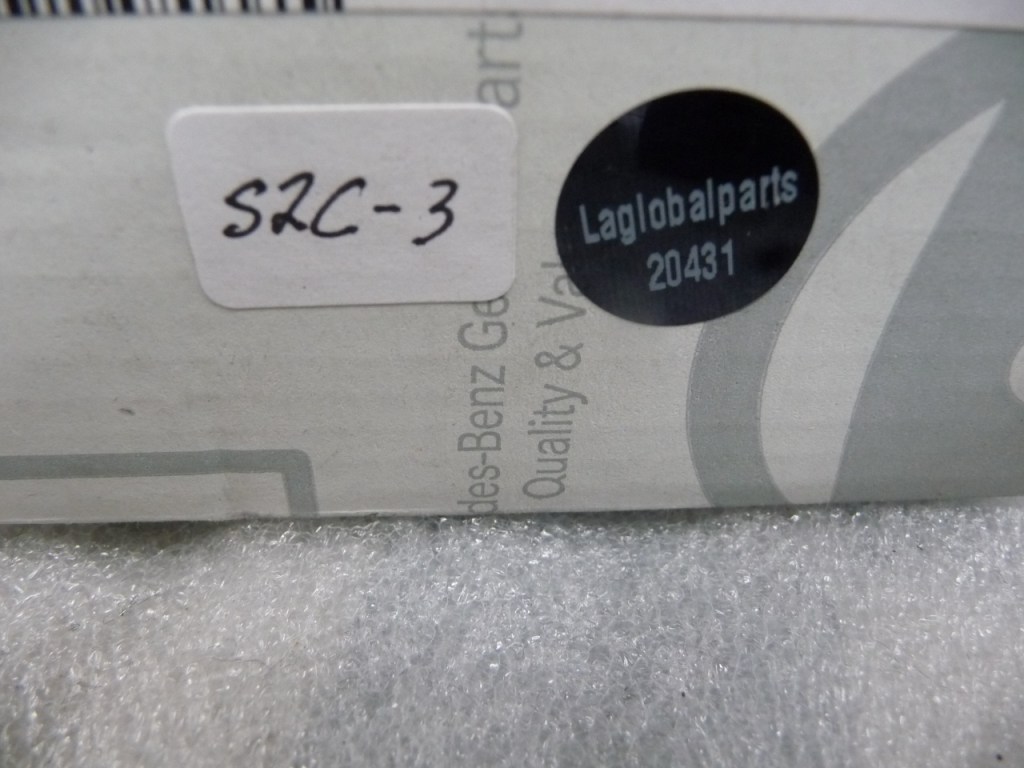 S2C-3
Laglobalparts
20431
des-Benz Ge
art
Quality & Va